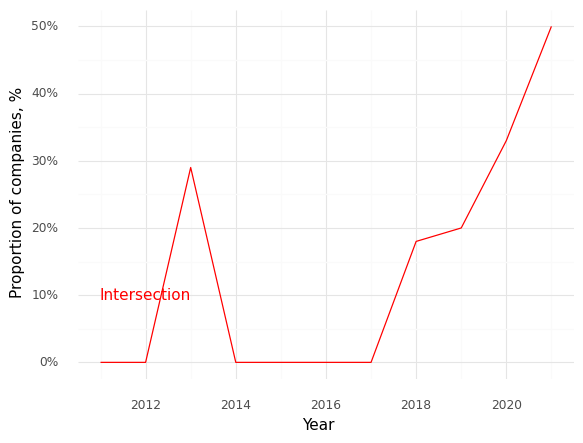 50%
40%
30%
20%
10%
0%
Proportion of companies, %
Intersection
2012 2014 2016 2018 2020
Year